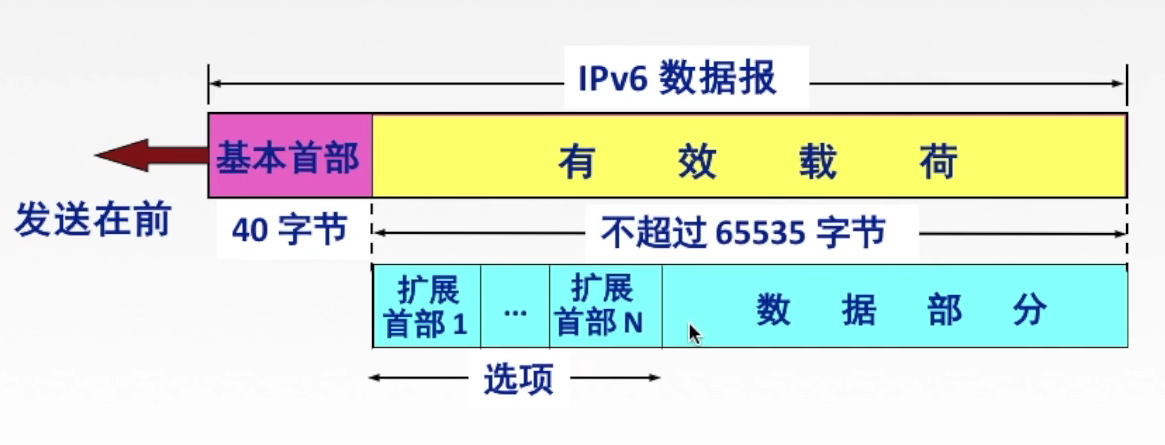 IPv6 数据报
基本首部
有效载荷
发送在前
40 字节
不超过 65535 字节
扩展
首部 1
...
扩展
首部 N
数据部分
选项